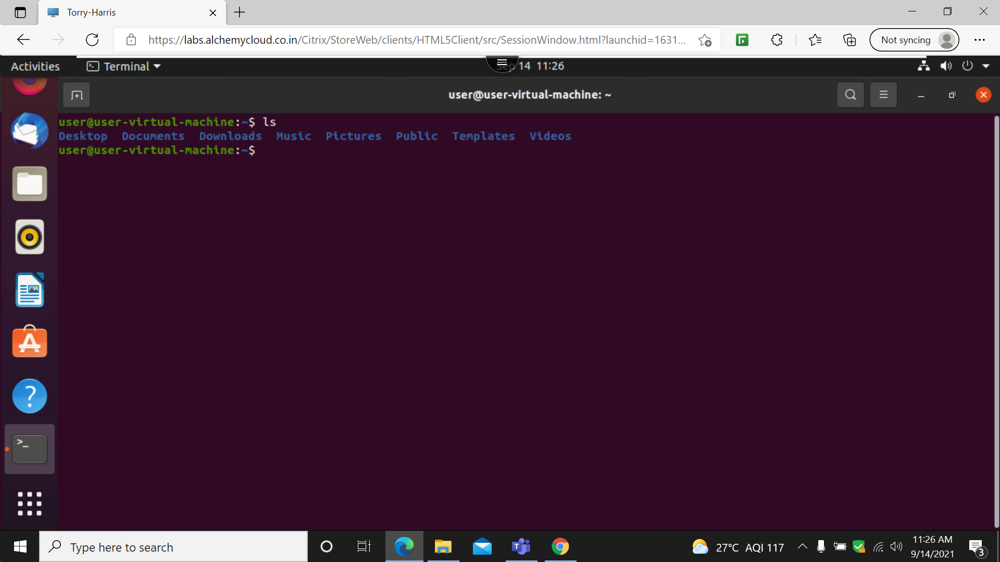 Torry-Harris
https://labs.alchemycloud.co.in/Citrix/StoreWeb/clients/HTML5Client/src/SessionWindow.html?launchid=1631...
Not syncing
Activities
Terminal
Sep 14 11:26
user@user-virtual-machine: ~
user@user-virtual-machine:~$ ls
Desktop Documents Downloads Music Pictures Public Templates Videos
user@user-virtual-machine:~$
Type here to search
27°C AQI 117
11:26 AM
9/14/2021
3